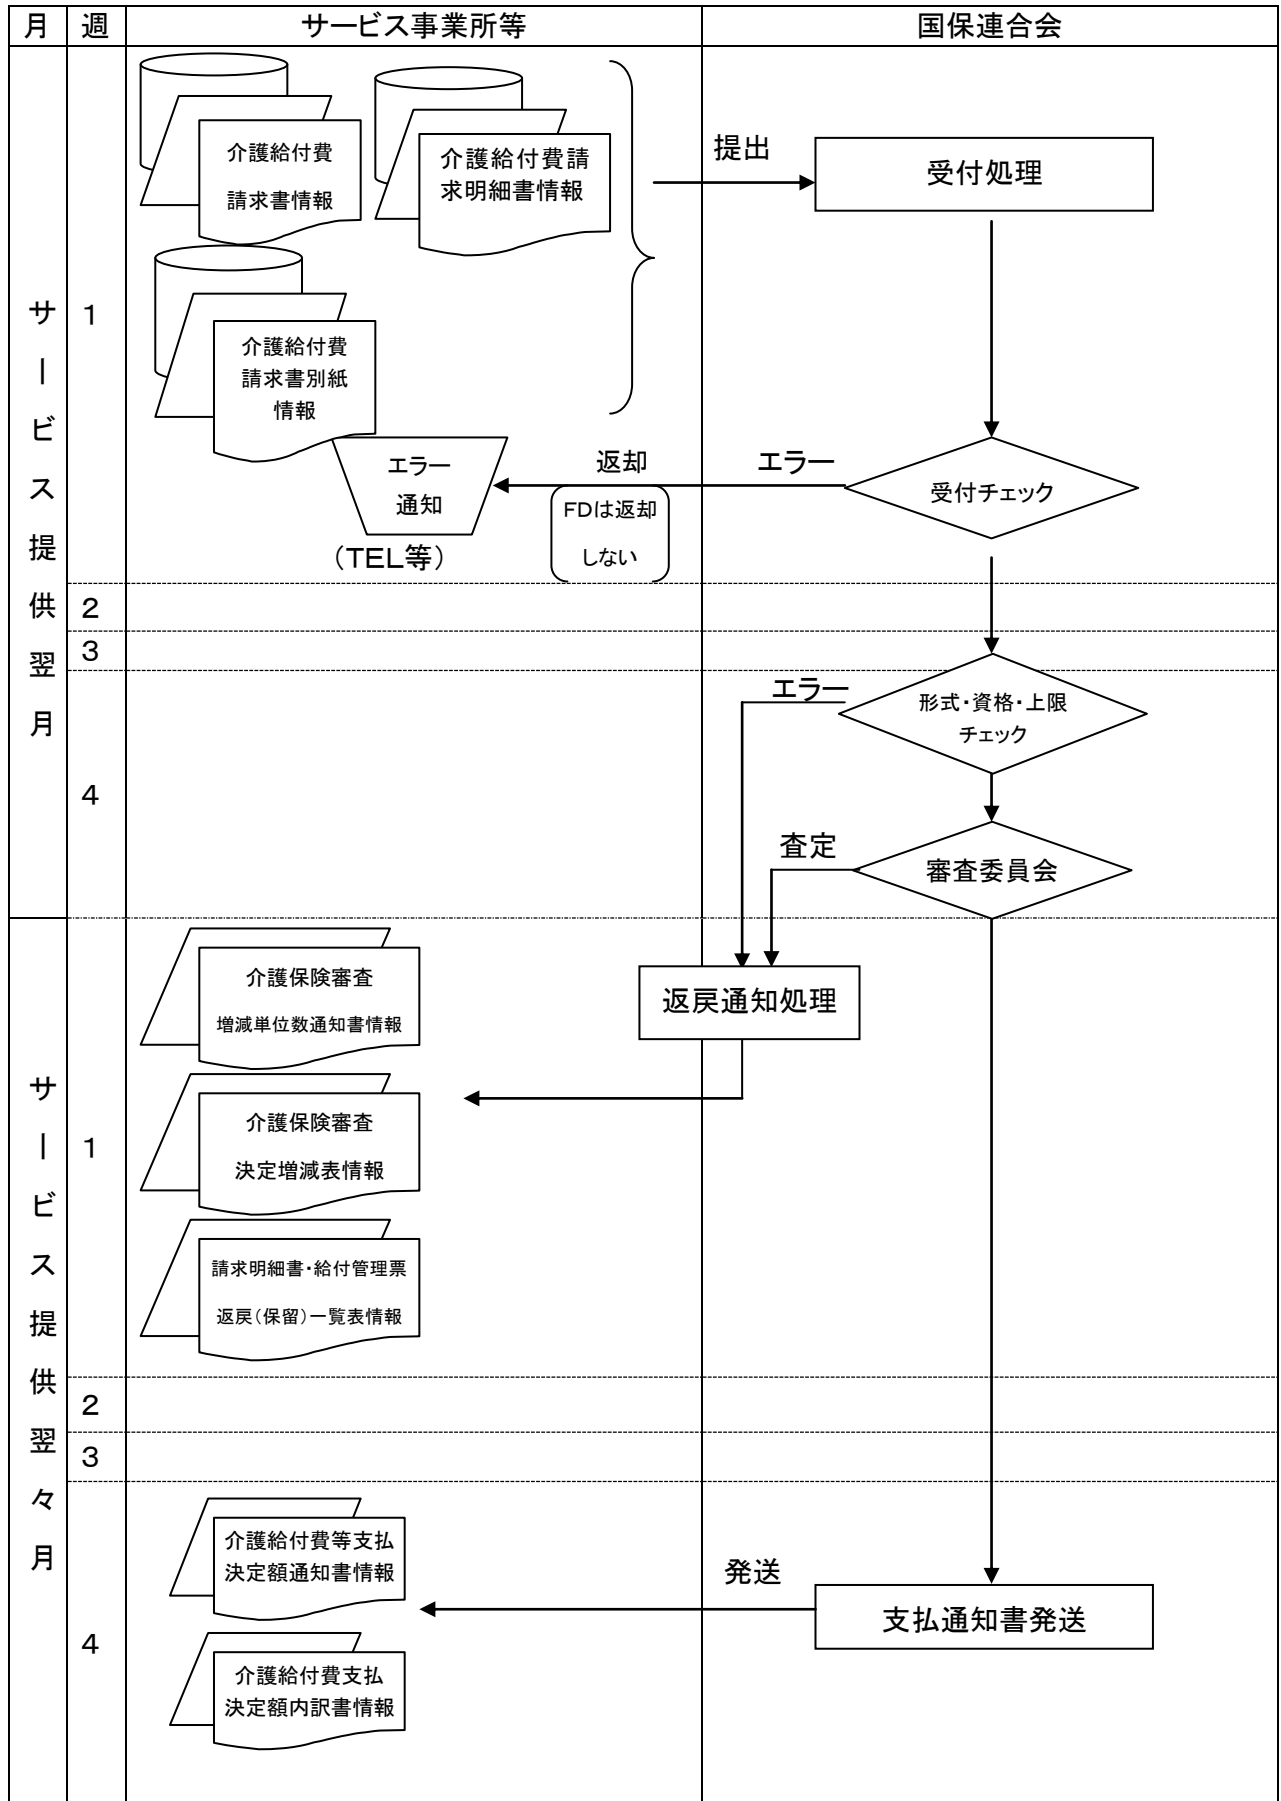 月 週 サービス事業所等 国保連合会
サービス提供翌月
1
介護給付費
請求書情報
介護給付費請
求明細書情報
提出
受付処理
介護給付費
請求書別紙
情報
エラー
通知
(TEL等)
返却
FDは返却
しない
エラー
受付チェック
2
3
4
エラー
形式・資格・上限
チェック
査定
審査委員会
サービス提供翌々月
1
介護保険審査
増減単位数通知書情報
返戻通知処理
介護保険審査
決定増減表情報
請求明細書・給付管理票
返戻(保留)一覧表情報
2
3
4
介護給付費等支払
決定額通知書情報
発送
支払通知書発送
介護給付費支払
決定額内訳書情報